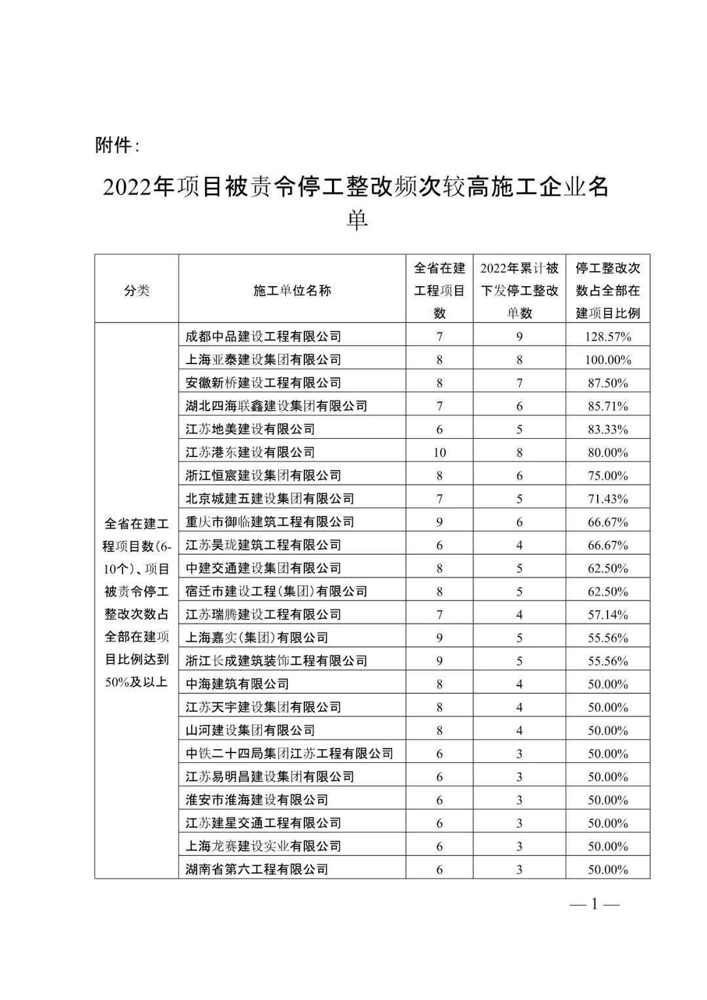 附件：
2022年项目被责令停工整改频次较高施工企业名
单
分类 施工单位名称 全省在建工程项目数 2022年累计被下发停工整改单数 停工整改次数占全部在建项目比例
全省在建工程项目数（6-10个）、项目被责令停工整改次数占全部在建项目比例达到50%及以上
成都中品建设工程有限公司 7 9 128.57%
上海亚泰建设集团有限公司 8 8 100.00%
安徽新桥建设工程有限公司 8 7 87.50%
湖北四海联鑫建设集团有限公司 7 6 85.71%
江苏地美建设有限公司 6 5 83.33%
江苏港东建设有限公司 10 8 80.00%
浙江恒宸建设集团有限公司 8 6 75.00%
北京城建五建设集团有限公司 7 5 71.43%
重庆市御临建筑工程有限公司 9 6 66.67%
江苏昊珑建筑工程有限公司 6 4 66.67%
中建交通建设集团有限公司 8 5 62.50%
宿迁市建设工程（集团）有限公司 8 5 62.50%
江苏瑞腾建设工程有限公司 7 4 57.14%
上海嘉实（集团）有限公司 9 5 55.56%
浙江长成建筑装饰工程有限公司 9 5 55.56%
中海建筑有限公司 8 4 50.00%
江苏天宇建设集团有限公司 8 4 50.00%
山河建设集团有限公司 8 4 50.00%
中铁二十四局集团江苏工程有限公司 6 3 50.00%
江苏易明昌建设集团有限公司 6 3 50.00%
淮安市淮海建设有限公司 6 3 50.00%
江苏建星交通工程有限公司 6 3 50.00%
上海龙赛建设实业有限公司 6 3 50.00%
湖南省第六工程有限公司 6 3 50.00%
— 1 —